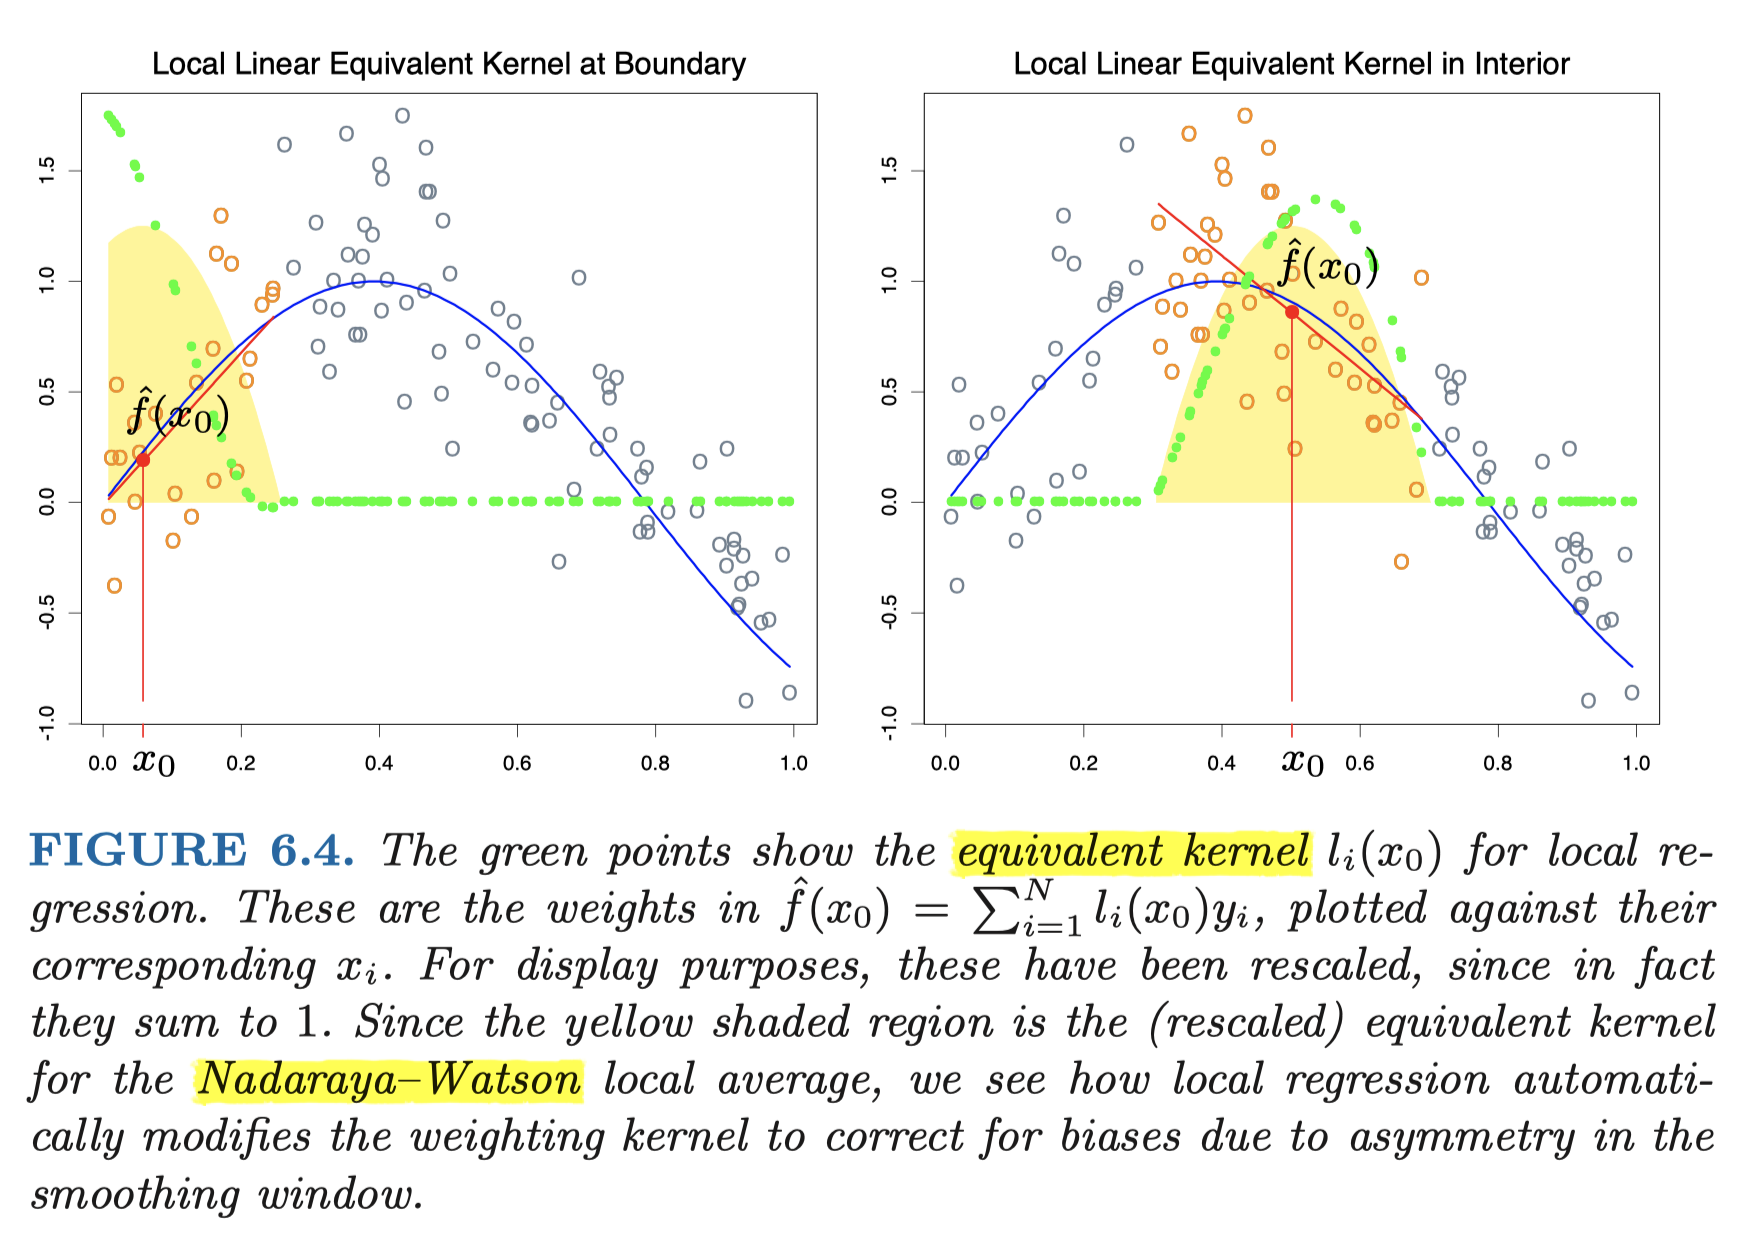 Local Linear Equivalent Kernel at Boundary
Local Linear Equivalent Kernel in Interior
1.5
1.0
0.5
0.0
-0.5
-1.0
f̂(x₀)
0.0 x₀ 0.2 0.4 0.6 0.8 1.0
1.5
1.0
0.5
0.0
-0.5
-1.0
f̂(x₀)
0.0 0.2 0.4 x₀ 0.6 0.8 1.0
FIGURE 6.4. The green points show the equivalent kernel lᵢ(x₀) for local re-
gression. These are the weights in f̂(x₀) = ∑ᴺᵢ₌₁ lᵢ(x₀)yᵢ, plotted against their
corresponding xᵢ. For display purposes, these have been rescaled, since in fact
they sum to 1. Since the yellow shaded region is the (rescaled) equivalent kernel
for the Nadaraya–Watson local average, we see how local regression automati-
cally modifies the weighting kernel to correct for biases due to asymmetry in the
smoothing window.